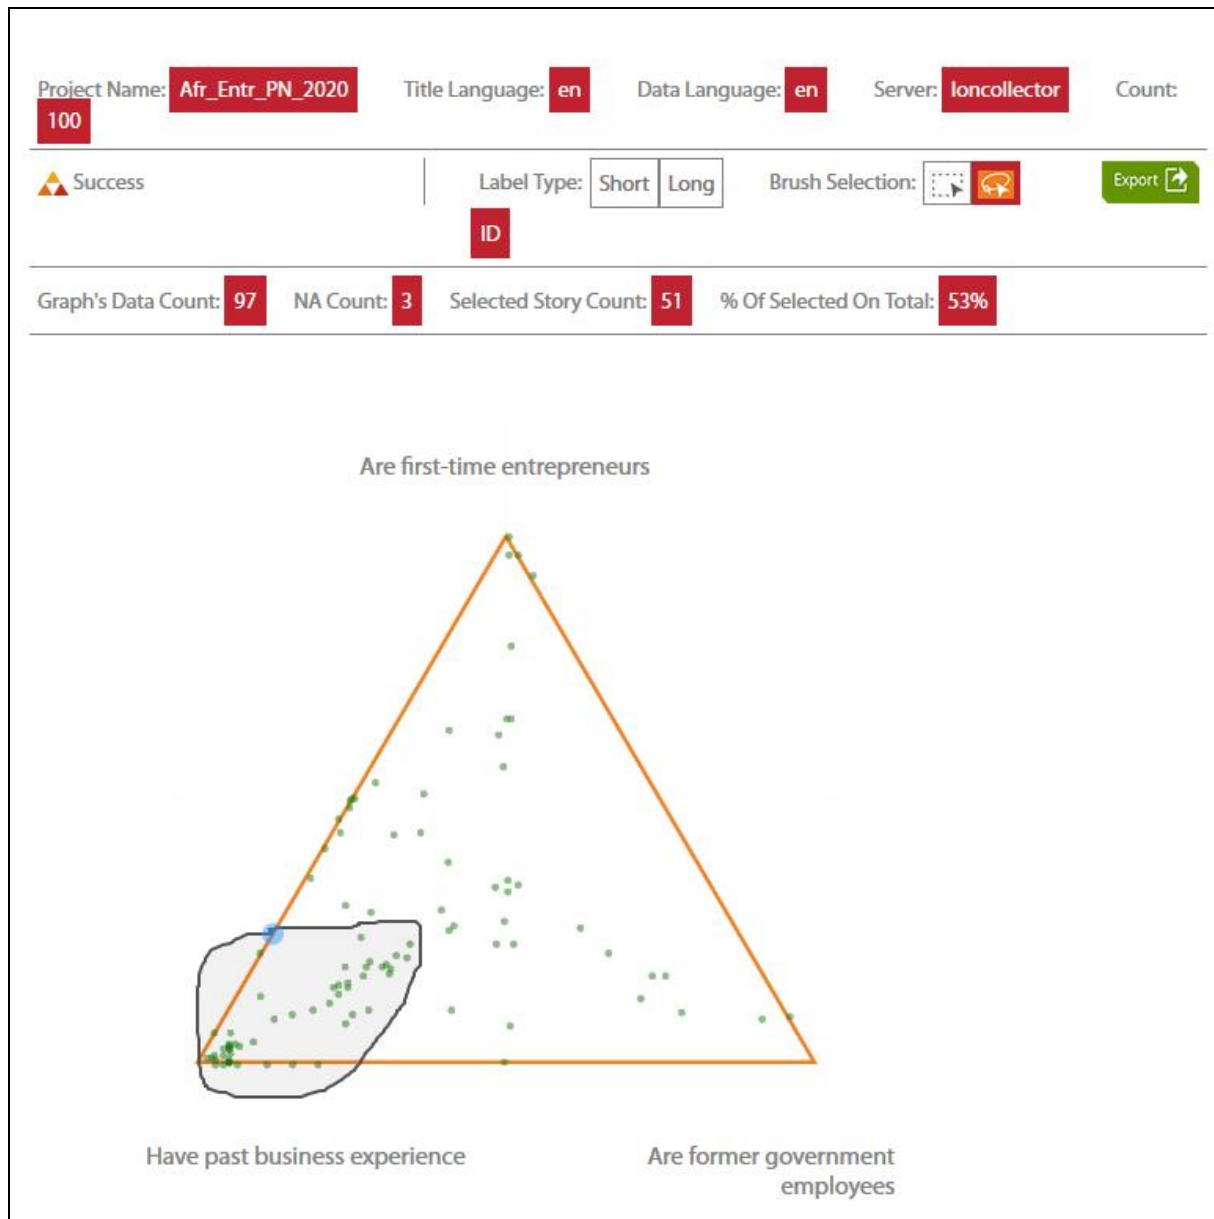 Project Name: Afr_Entr_PN_2020 Title Language: en Data Language: en Server: loncollector Count:
100
Success Label Type: Short Long Brush Selection: Export
ID
Graph's Data Count: 97 NA Count: 3 Selected Story Count: 51 % Of Selected On Total: 53%
Are first-time entrepreneurs
Have past business experience Are former government
employees